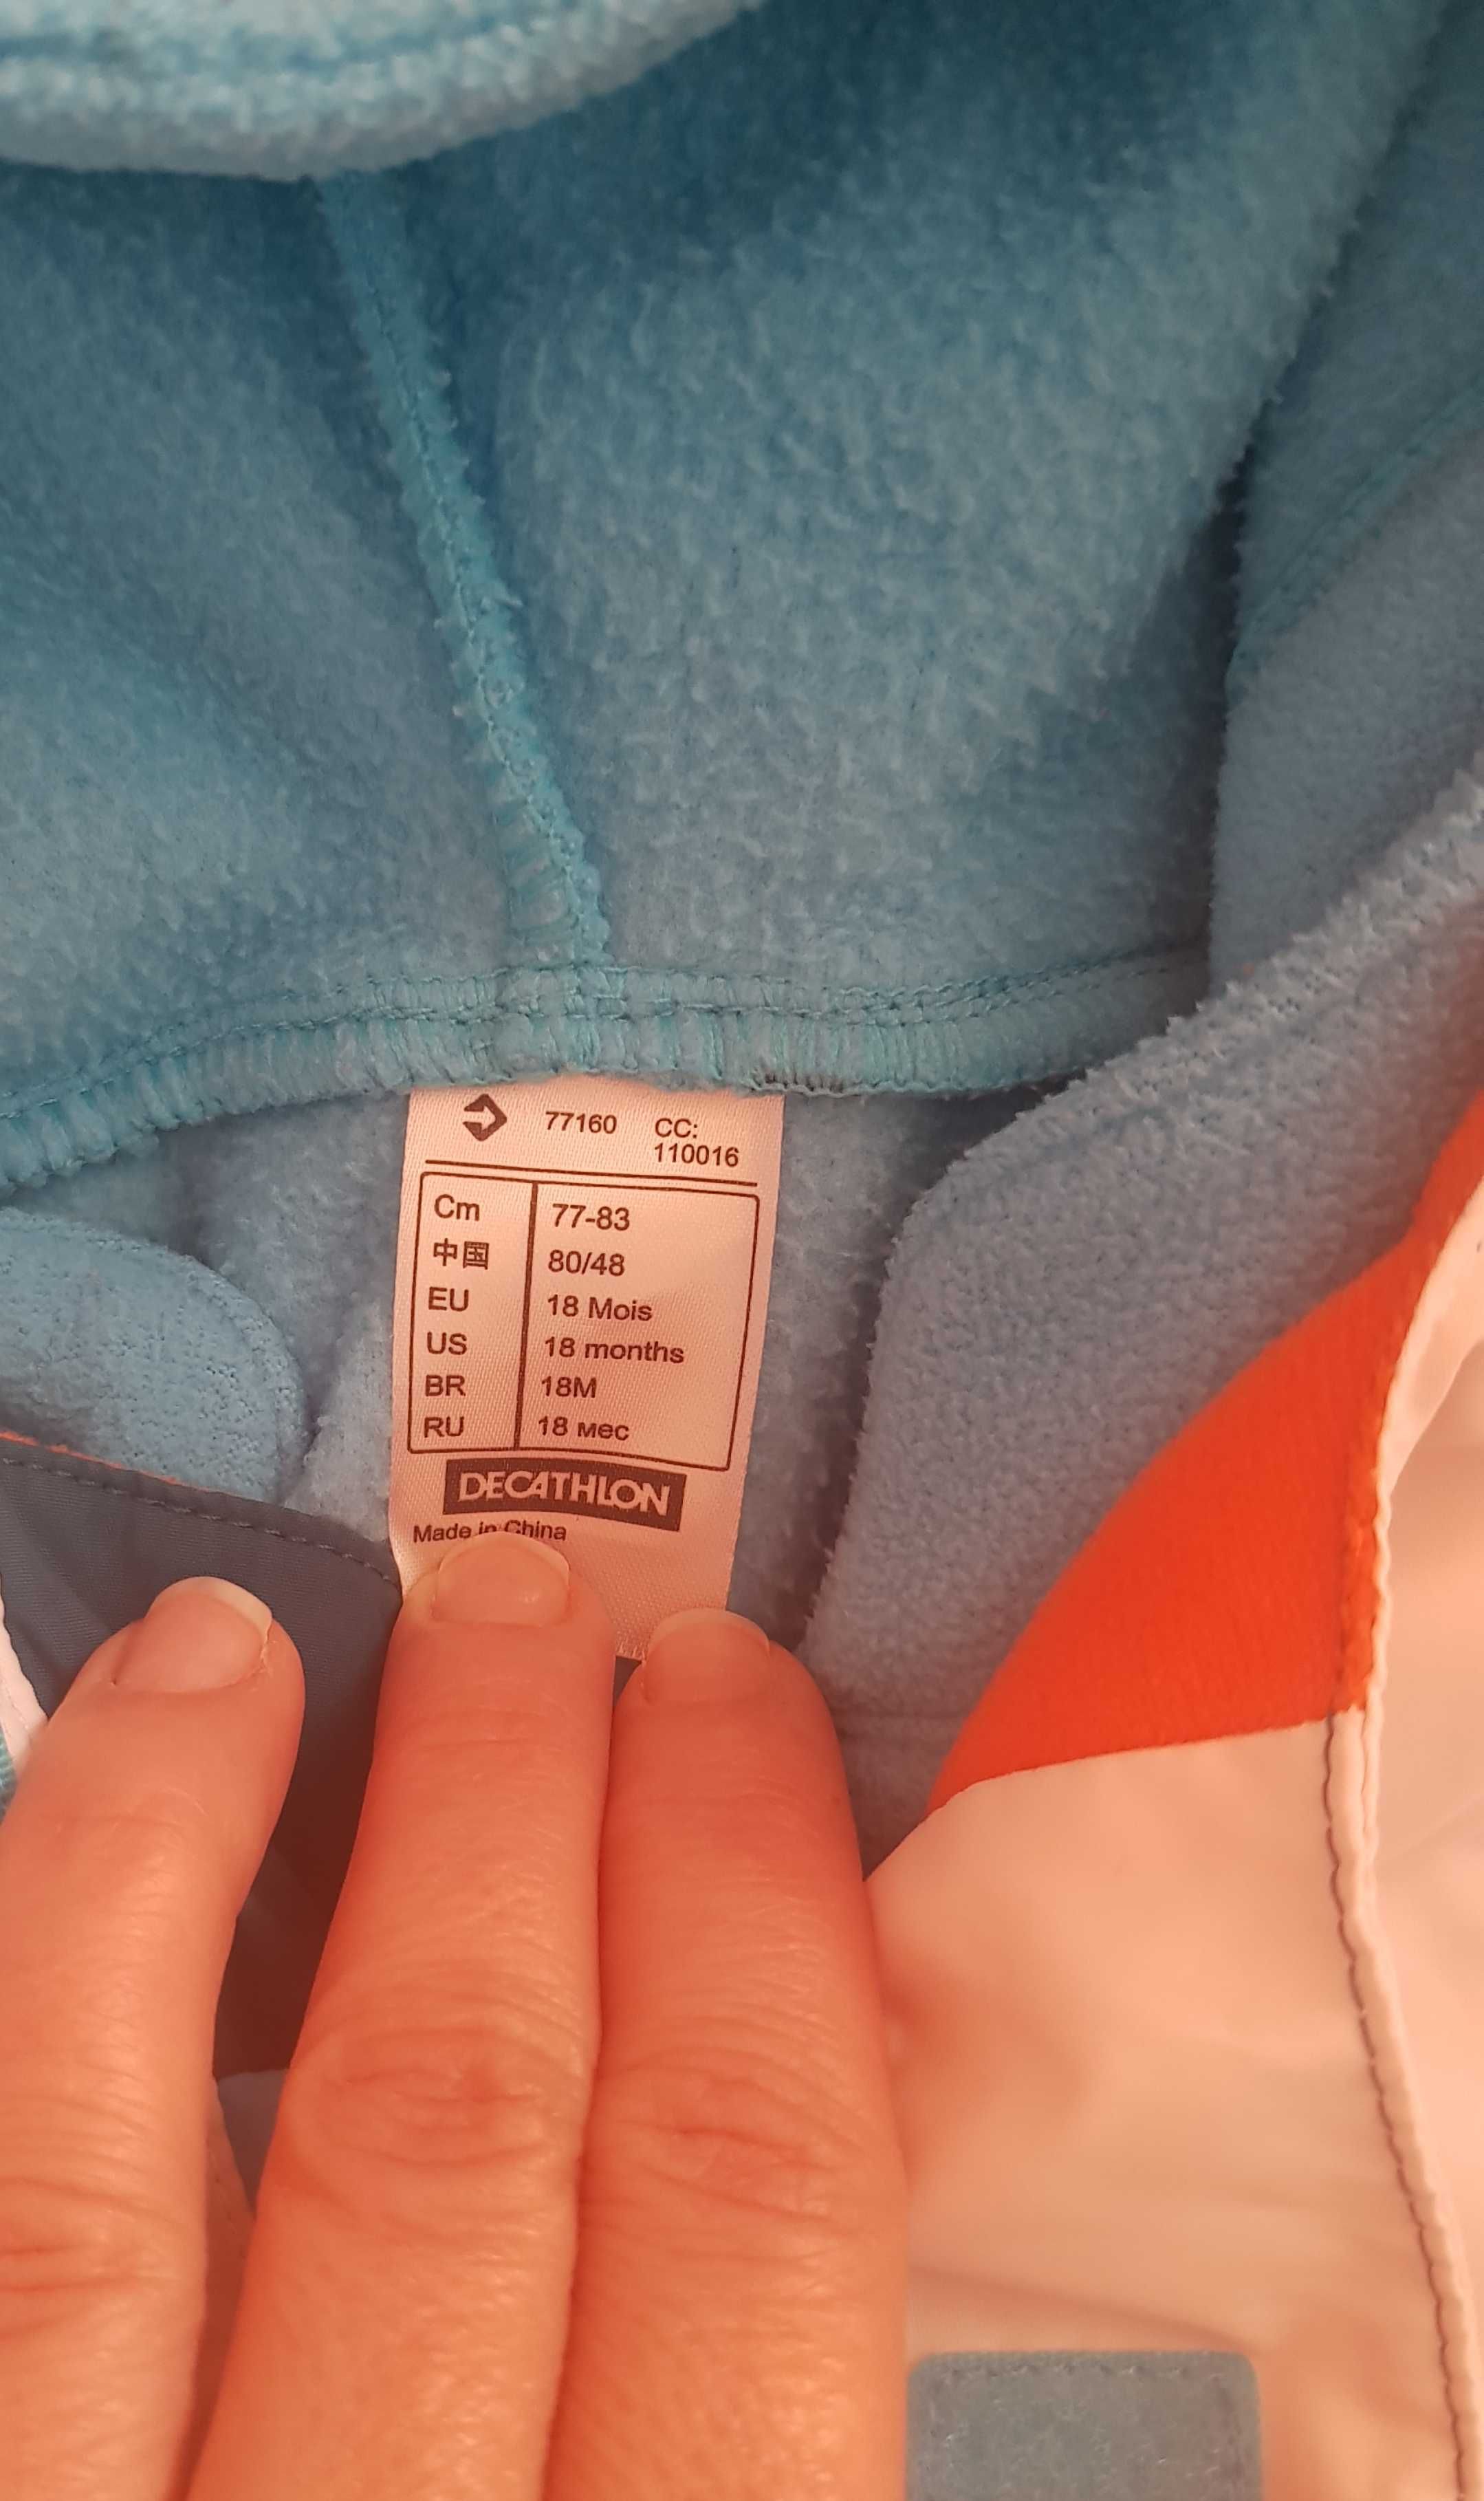 77160 CC:
110016
Cm 77-83
中国 80/48
EU 18 Mois
US 18 months
BR 18M
RU 18 мес
DECATHLON
Made in China